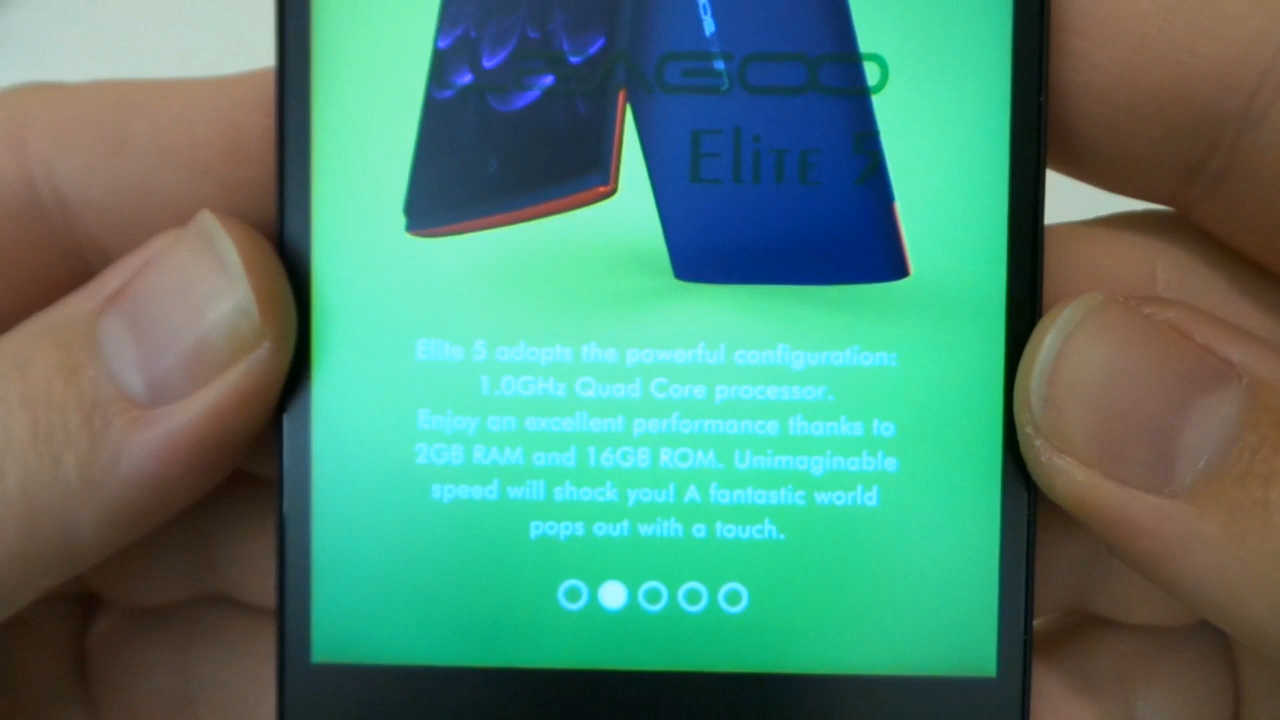 Elite 5
Elite 5 adopts the powerful configuration:
1.0GHz Quad Core processor.
Enjoy an excellent performance thanks to
2GB RAM and 16GB ROM. Unimaginable
speed will shock you! A fantastic world
pops out with a touch.